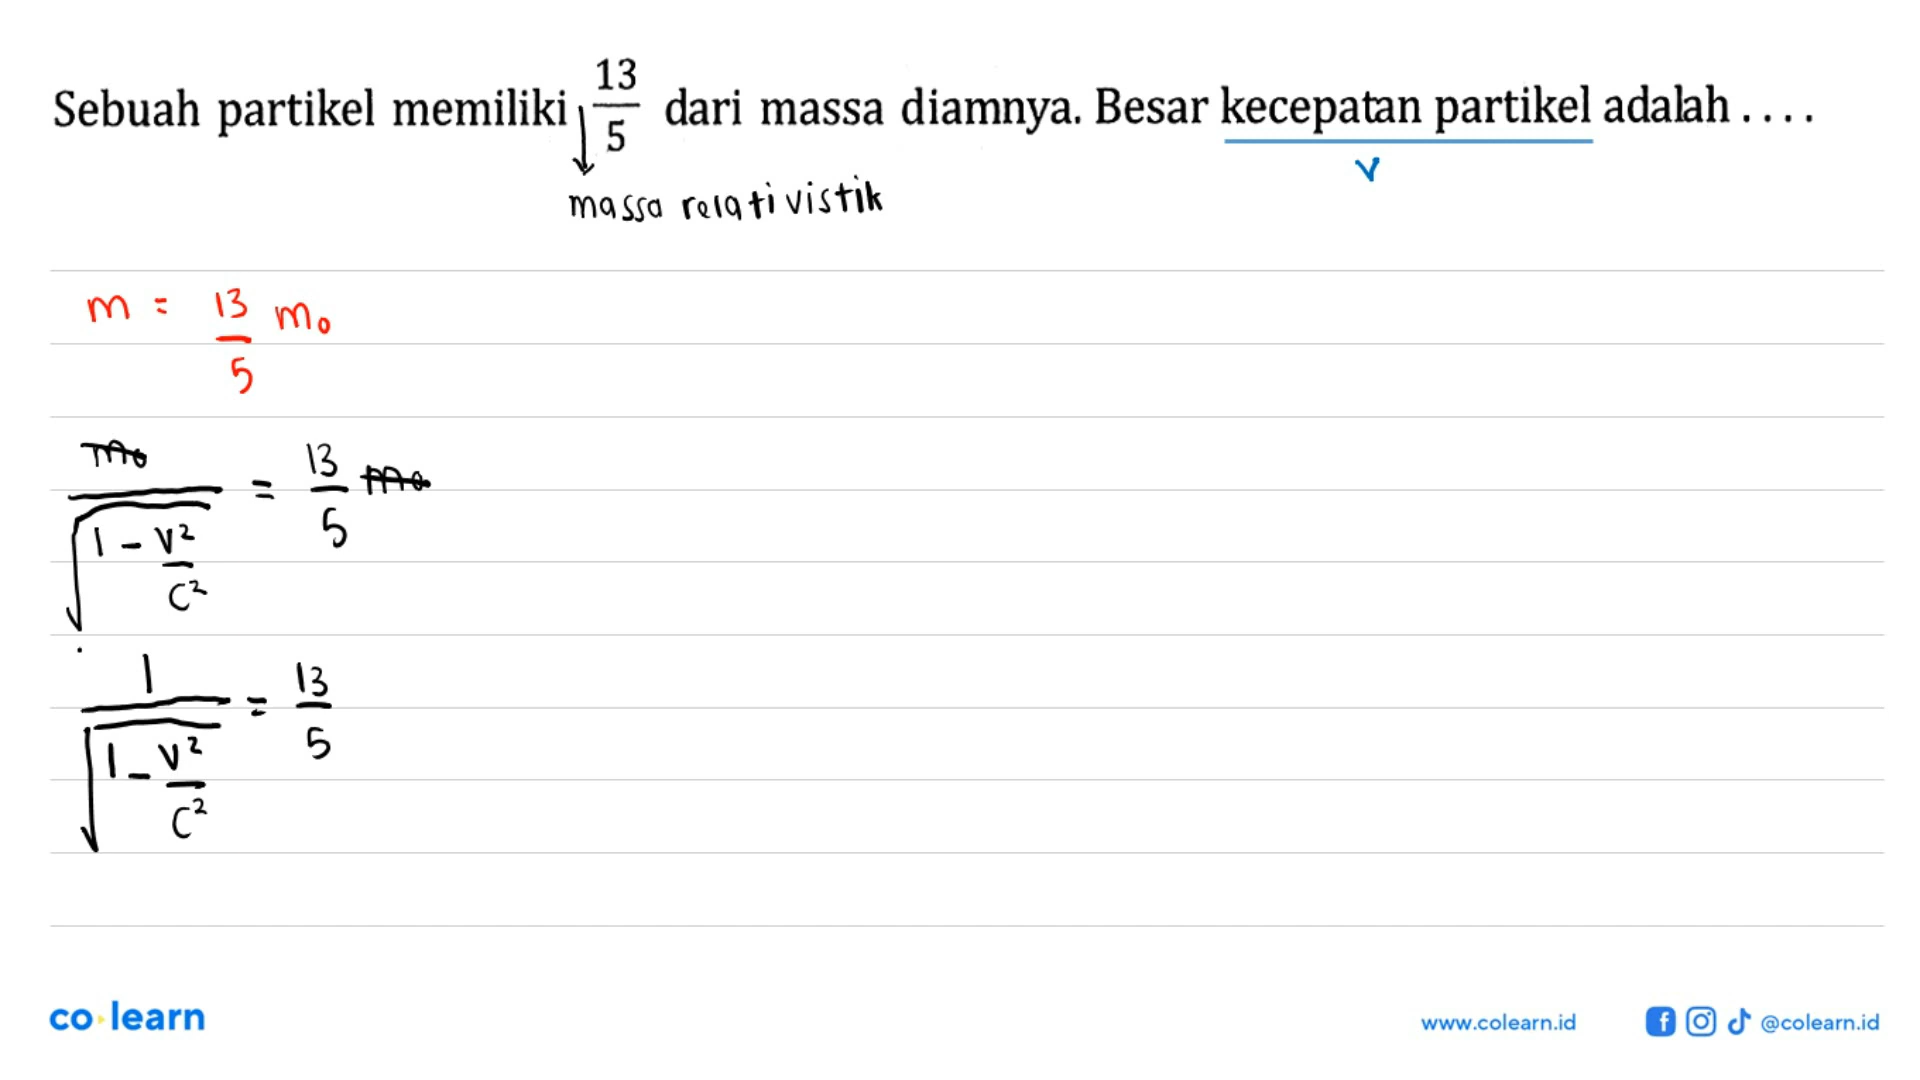 Sebuah partikel memiliki 13/5 dari massa diamnya. Besar kecepatan partikel adalah ....
v
massa relativistik
m = 13/5 m₀
m₀/√(1 - v²/c²) = 13/5 m₀
1/√(1 - v²/c²) = 13/5
co learn
www.colearn.id
@colearn.id